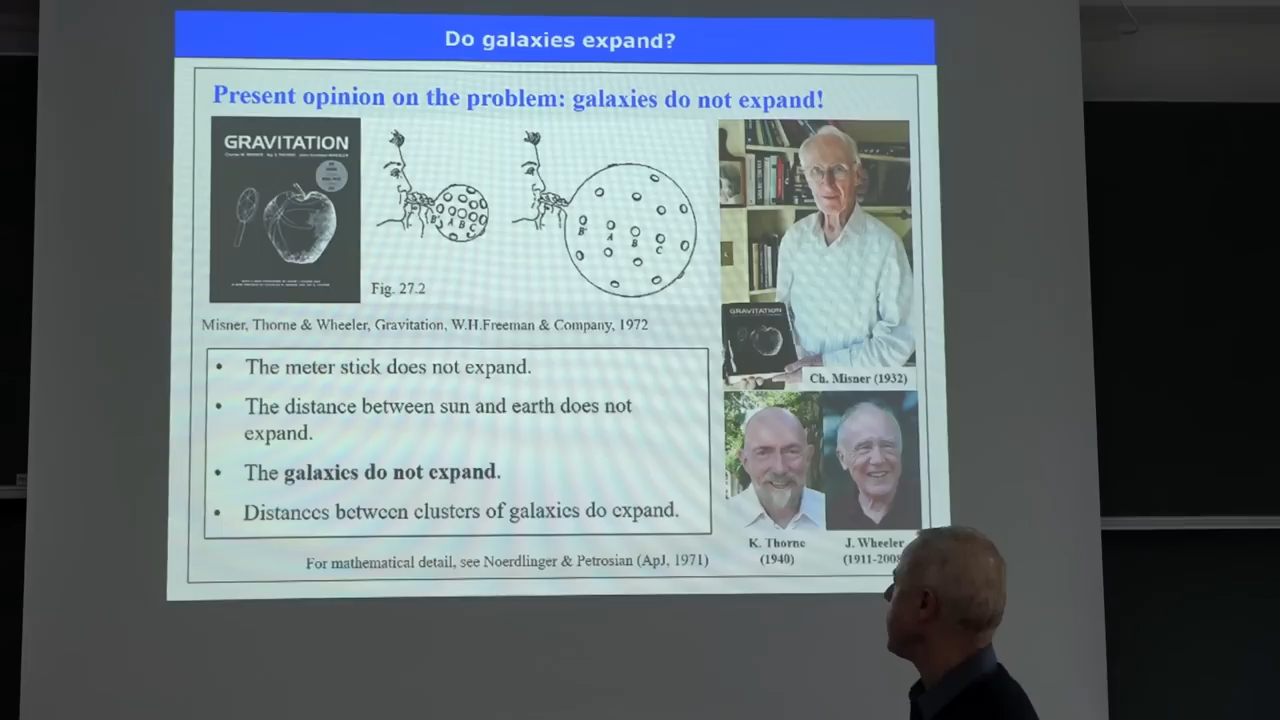 Do galaxies expand?
Present opinion on the problem: galaxies do not expand!
GRAVITATION
B'
A
B
C
B'
A
B
C
Fig. 27.2
Misner, Thorne & Wheeler, Gravitation, W.H.Freeman & Company, 1972
GRAVITATION
Ch. Misner (1932)
• The meter stick does not expand.
• The distance between sun and earth does not
expand.
• The galaxies do not expand.
• Distances between clusters of galaxies do expand.
For mathematical detail, see Noerdlinger & Petrosian (ApJ, 1971)
K. Thorne
(1940)
J. Wheeler
(1911-2008